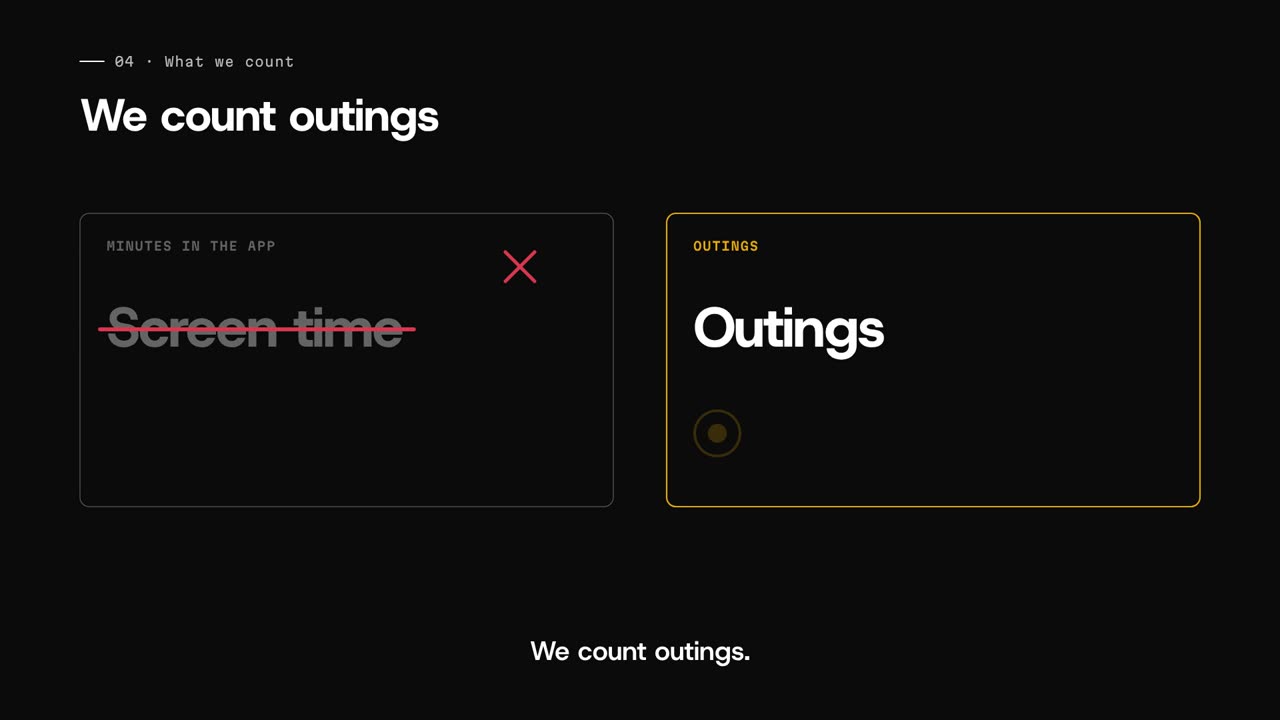 04 · What we count
We count outings
MINUTES IN THE APP
Screen time
OUTINGS
Outings
We count outings.